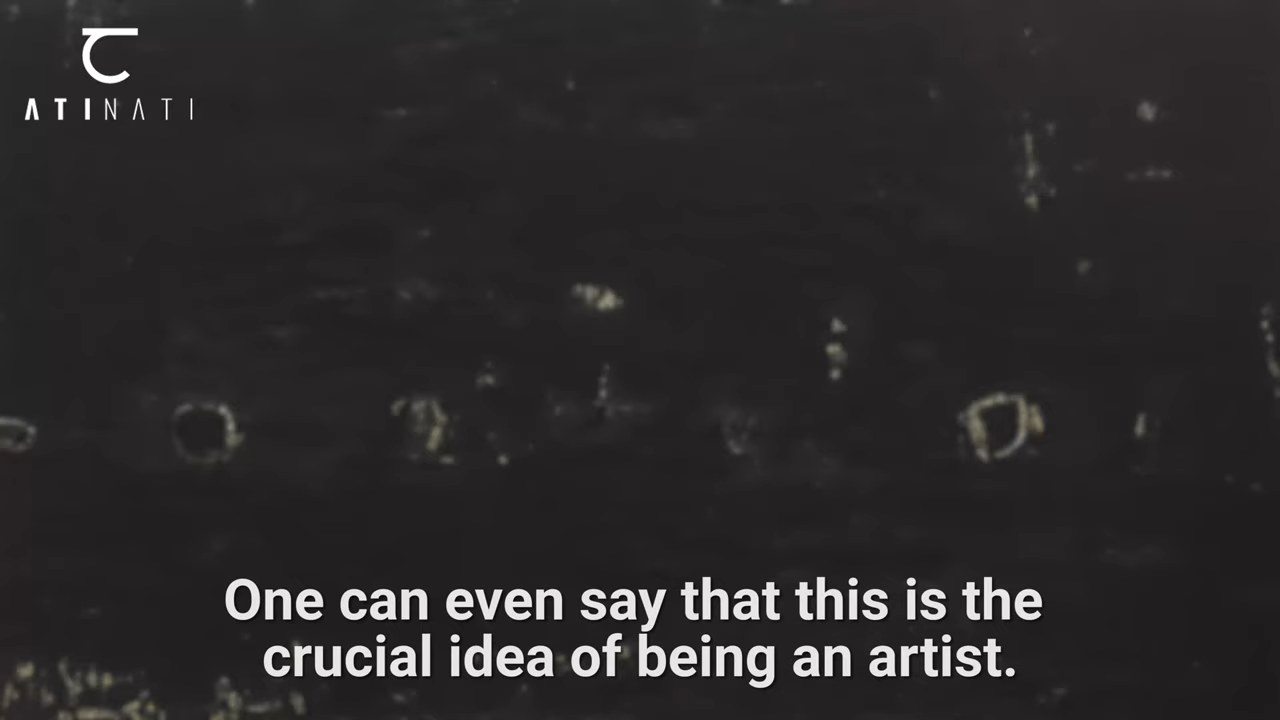 ATINATI
One can even say that this is the
crucial idea of being an artist.